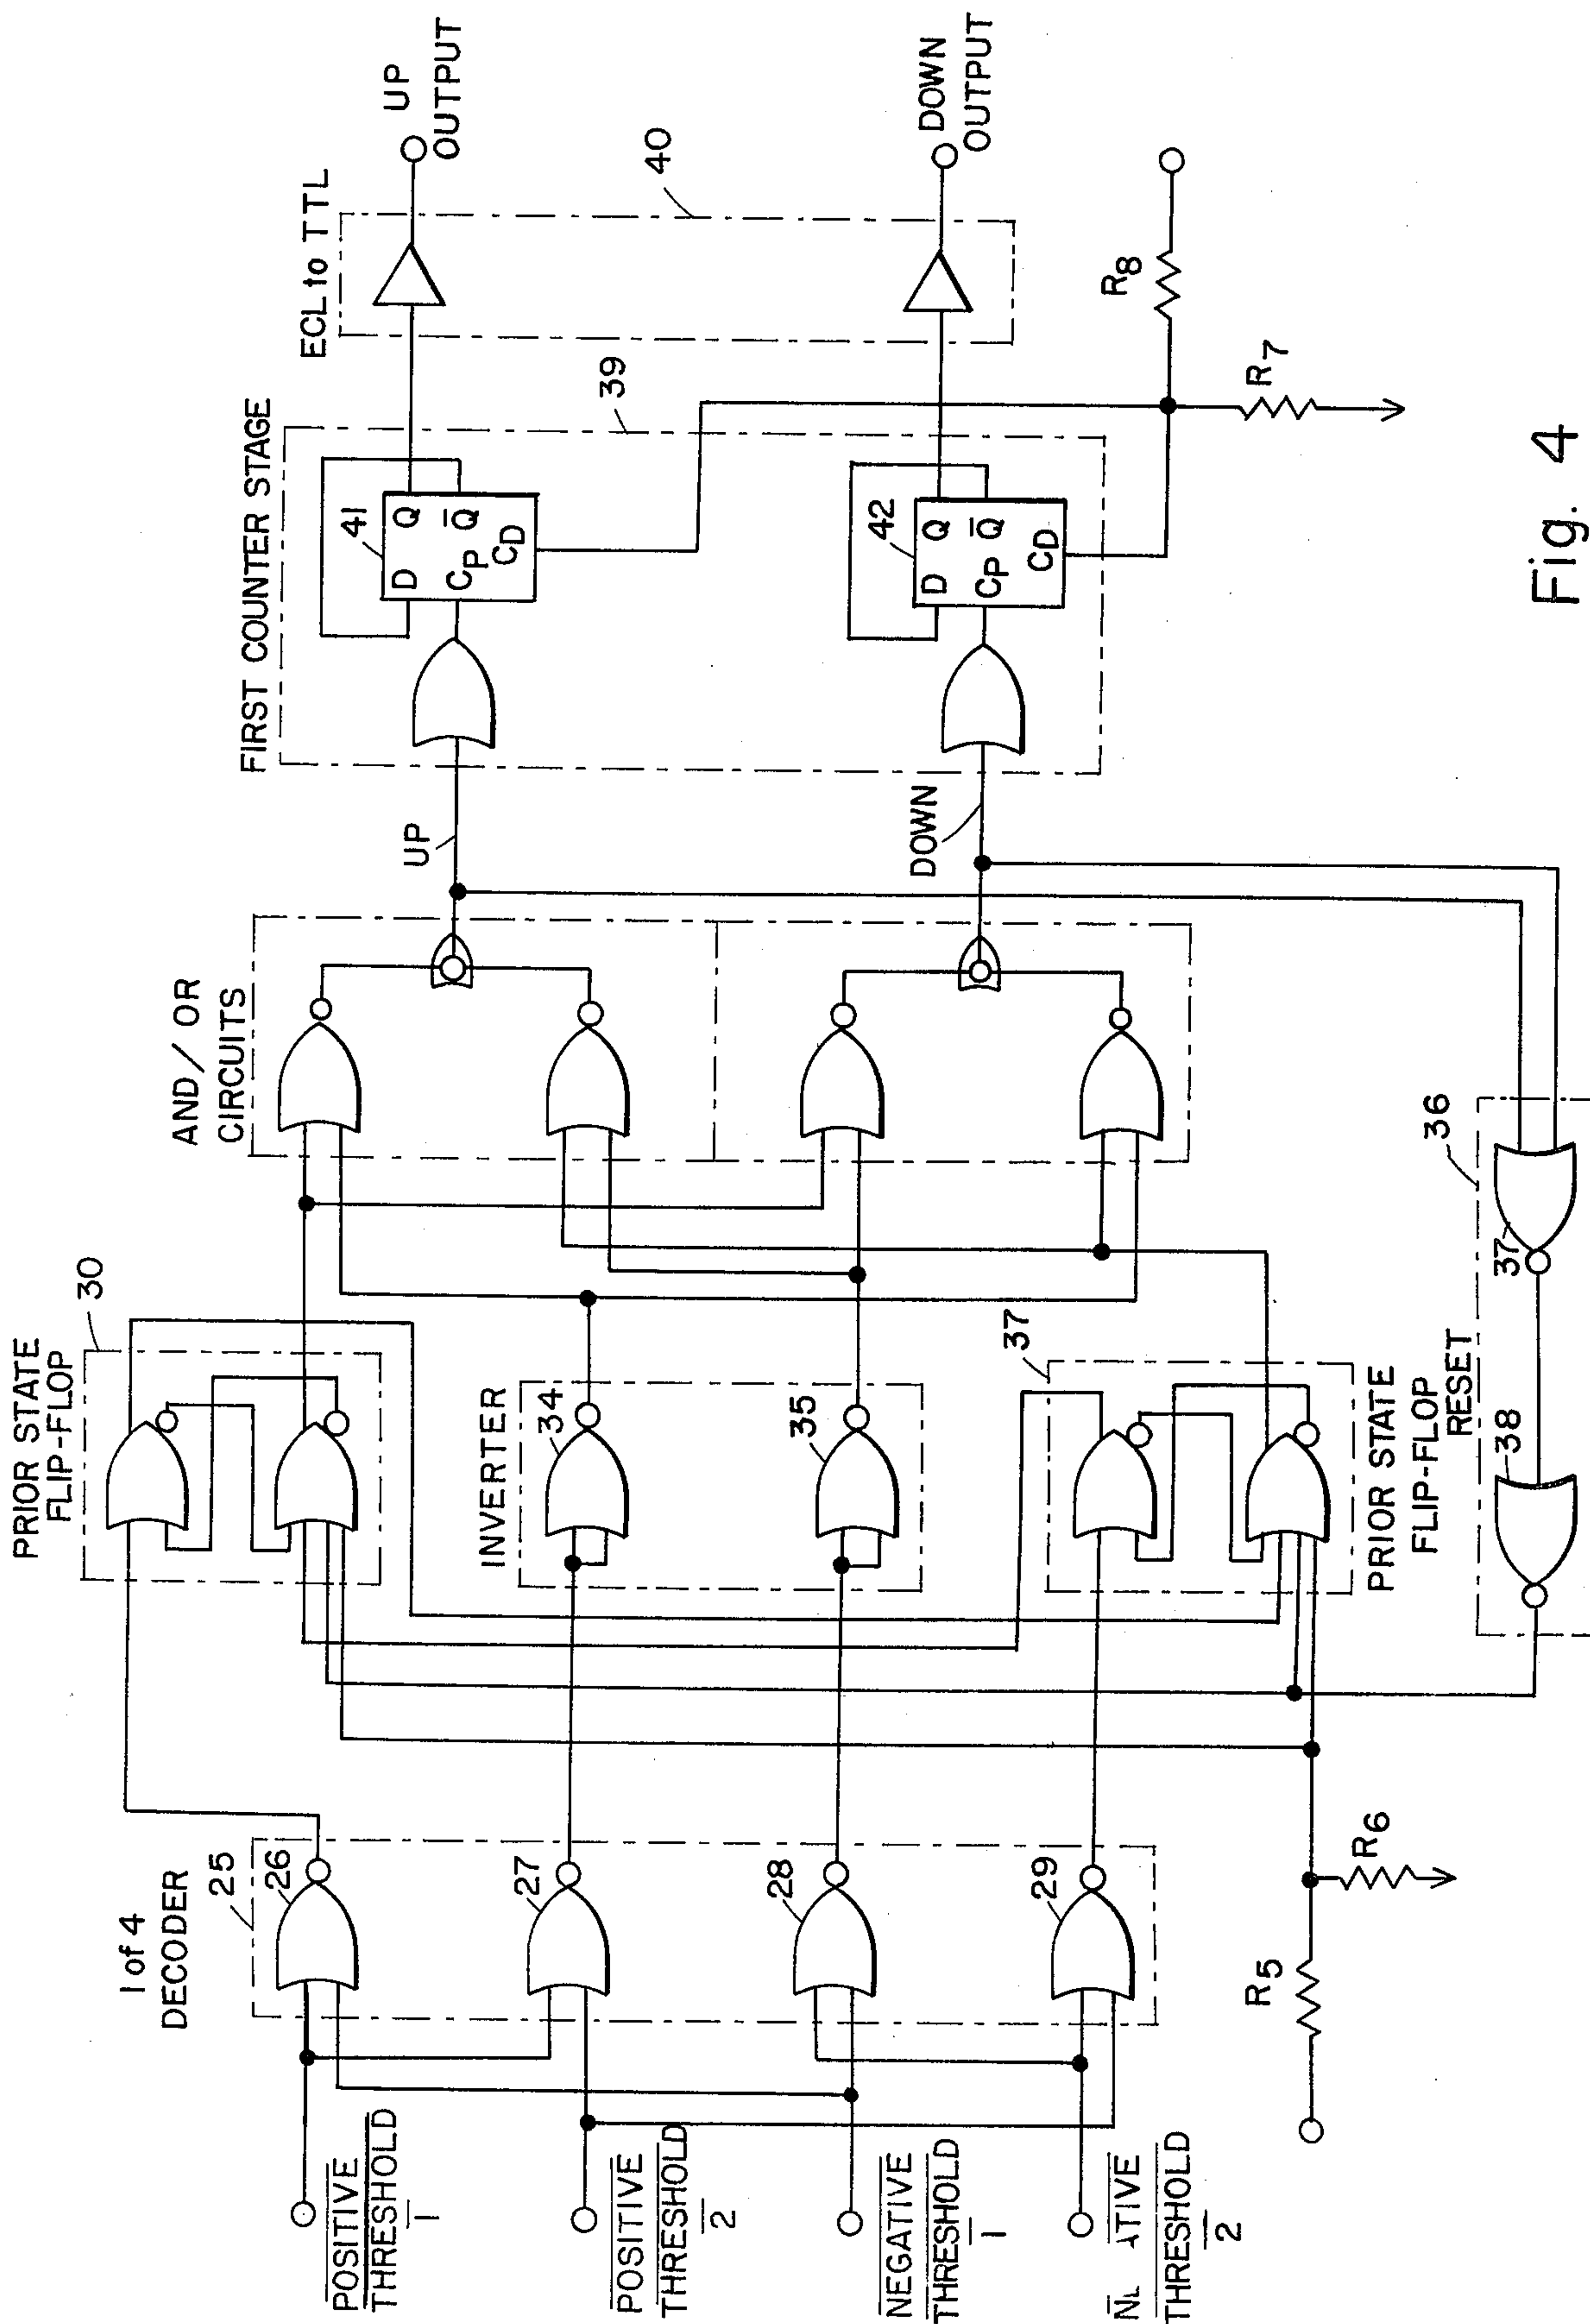 1 of 4
DECODER
25
26
27
28
29
POSITIVE
THRESHOLD
1
POSITIVE
THRESHOLD
2
NEGATIVE
THRESHOLD
1
THRESHOLD
2
R5
R6
PRIOR STATE
FLIP-FLOP
30
INVERTER
34
35
37
PRIOR STATE
FLIP-FLOP
RESET
38
37
36
AND/OR
CIRCUITS
UP
DOWN
FIRST COUNTER STAGE
39
41
D Q
CP Q̅
CD
42
D Q
CP Q̅
CD
ECL to TTL
40
UP
OUTPUT
DOWN
OUTPUT
R8
R7
Fig. 4